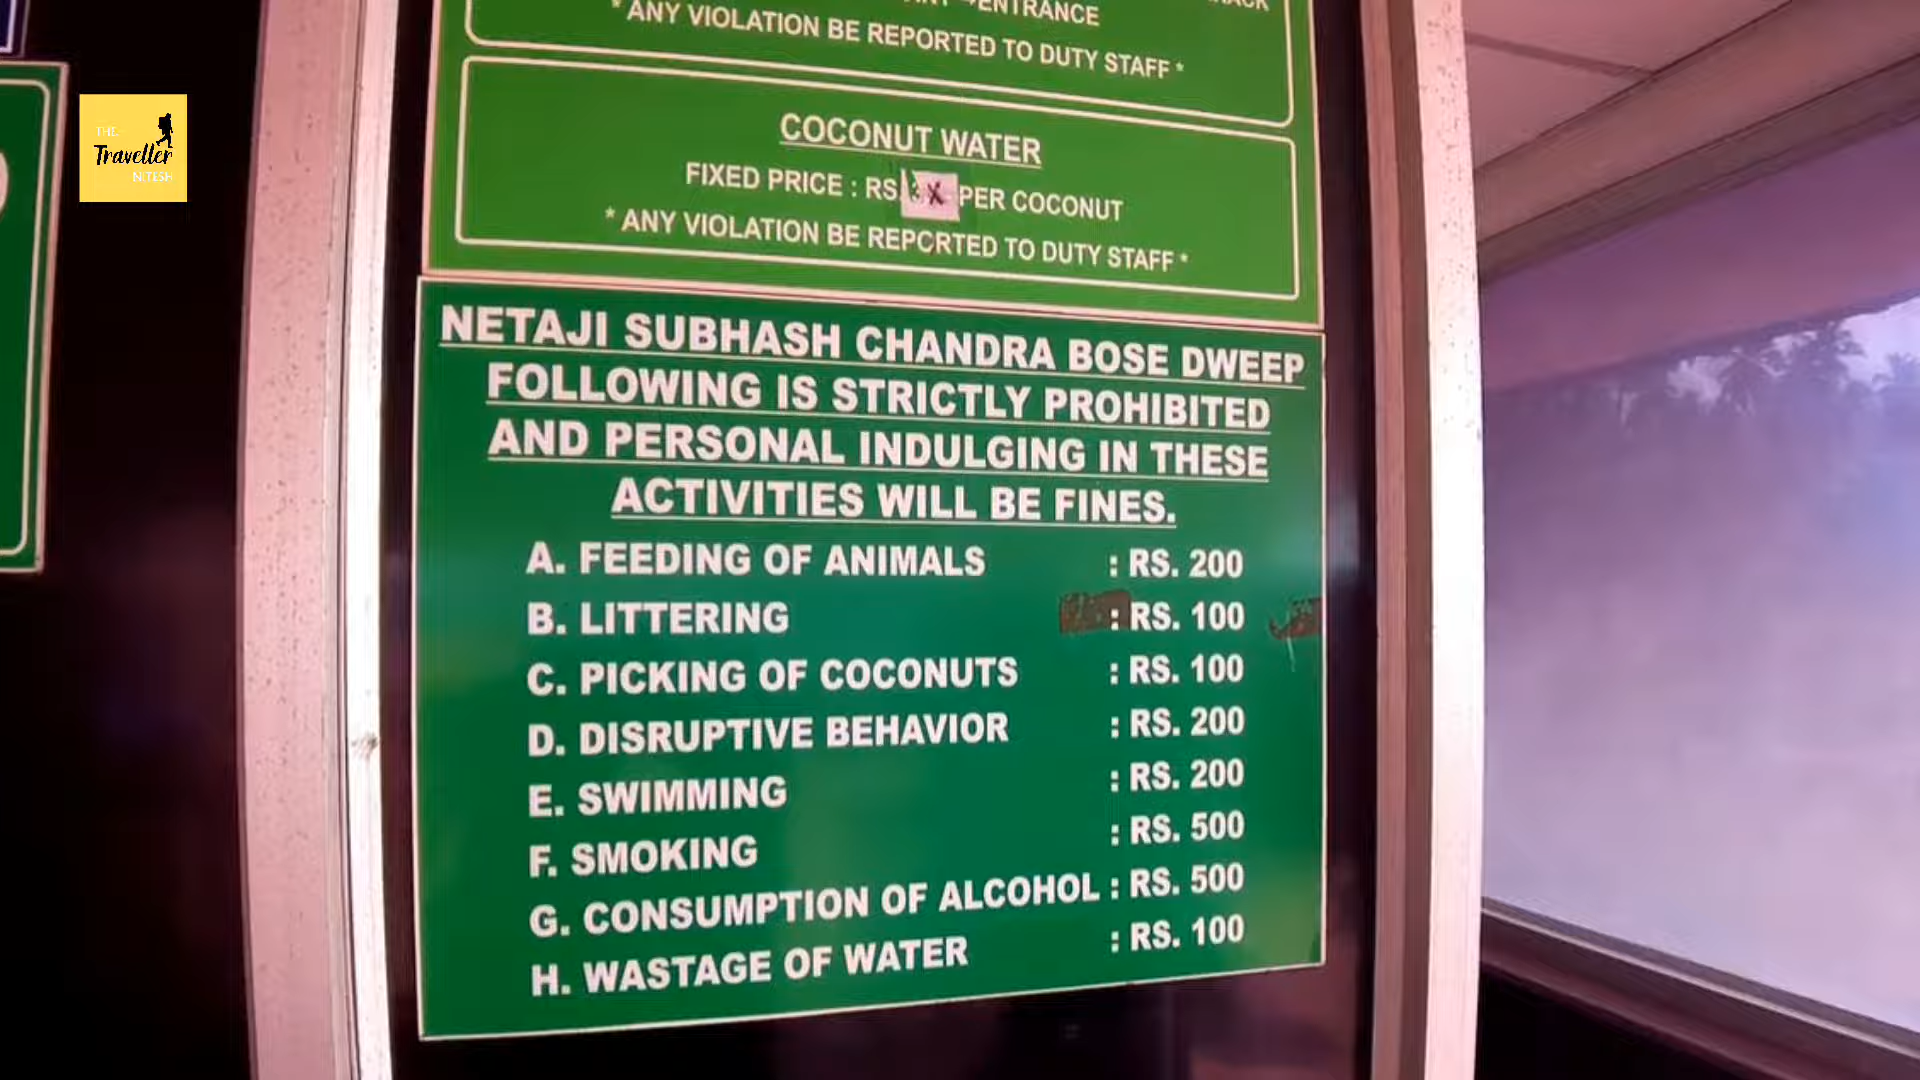 ENTRANCE
* ANY VIOLATION BE REPORTED TO DUTY STAFF *
COCONUT WATER
FIXED PRICE : RS. PER COCONUT
* ANY VIOLATION BE REPORTED TO DUTY STAFF *
THE
Traveller
NITESH
NETAJI SUBHASH CHANDRA BOSE DWEEP
FOLLOWING IS STRICTLY PROHIBITED
AND PERSONAL INDULGING IN THESE
ACTIVITIES WILL BE FINES.
A. FEEDING OF ANIMALS : RS. 200
B. LITTERING : RS. 100
C. PICKING OF COCONUTS : RS. 100
D. DISRUPTIVE BEHAVIOR : RS. 200
E. SWIMMING : RS. 200
F. SMOKING : RS. 500
G. CONSUMPTION OF ALCOHOL : RS. 500
H. WASTAGE OF WATER : RS. 100